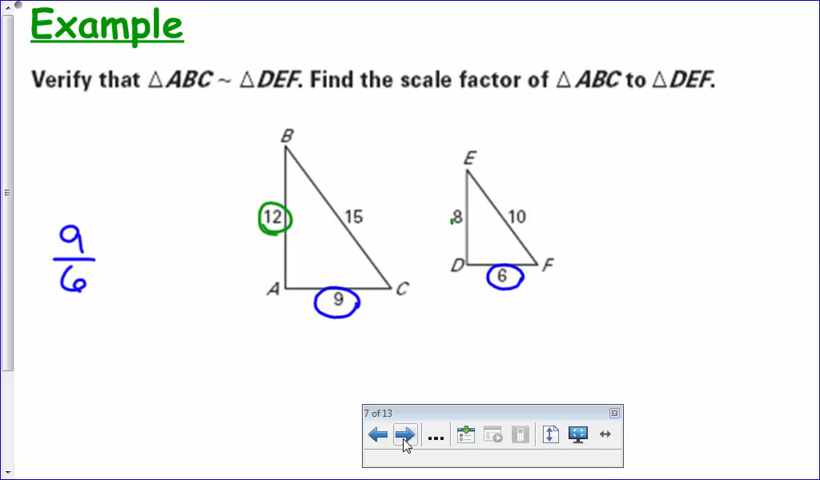 Example
Verify that △ABC ~ △DEF. Find the scale factor of △ABC to △DEF.
B
E
12
15
8
10
9
6
D
F
6
A
C
9
7 of 13
...